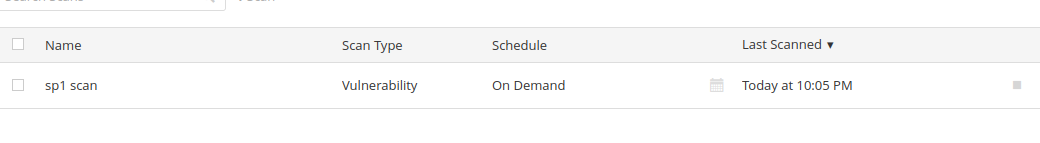 Name Scan Type Schedule Last Scanned ▼
sp1 scan Vulnerability On Demand Today at 10:05 PM